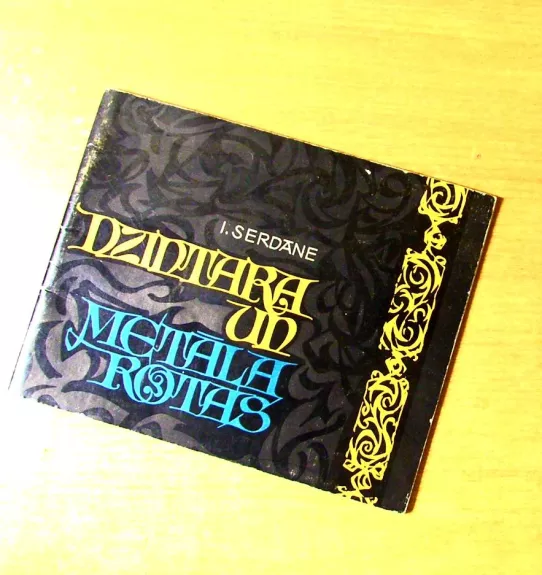 I. SERDĀNE
DZINTARA
UN
METĀLA
ROTAS